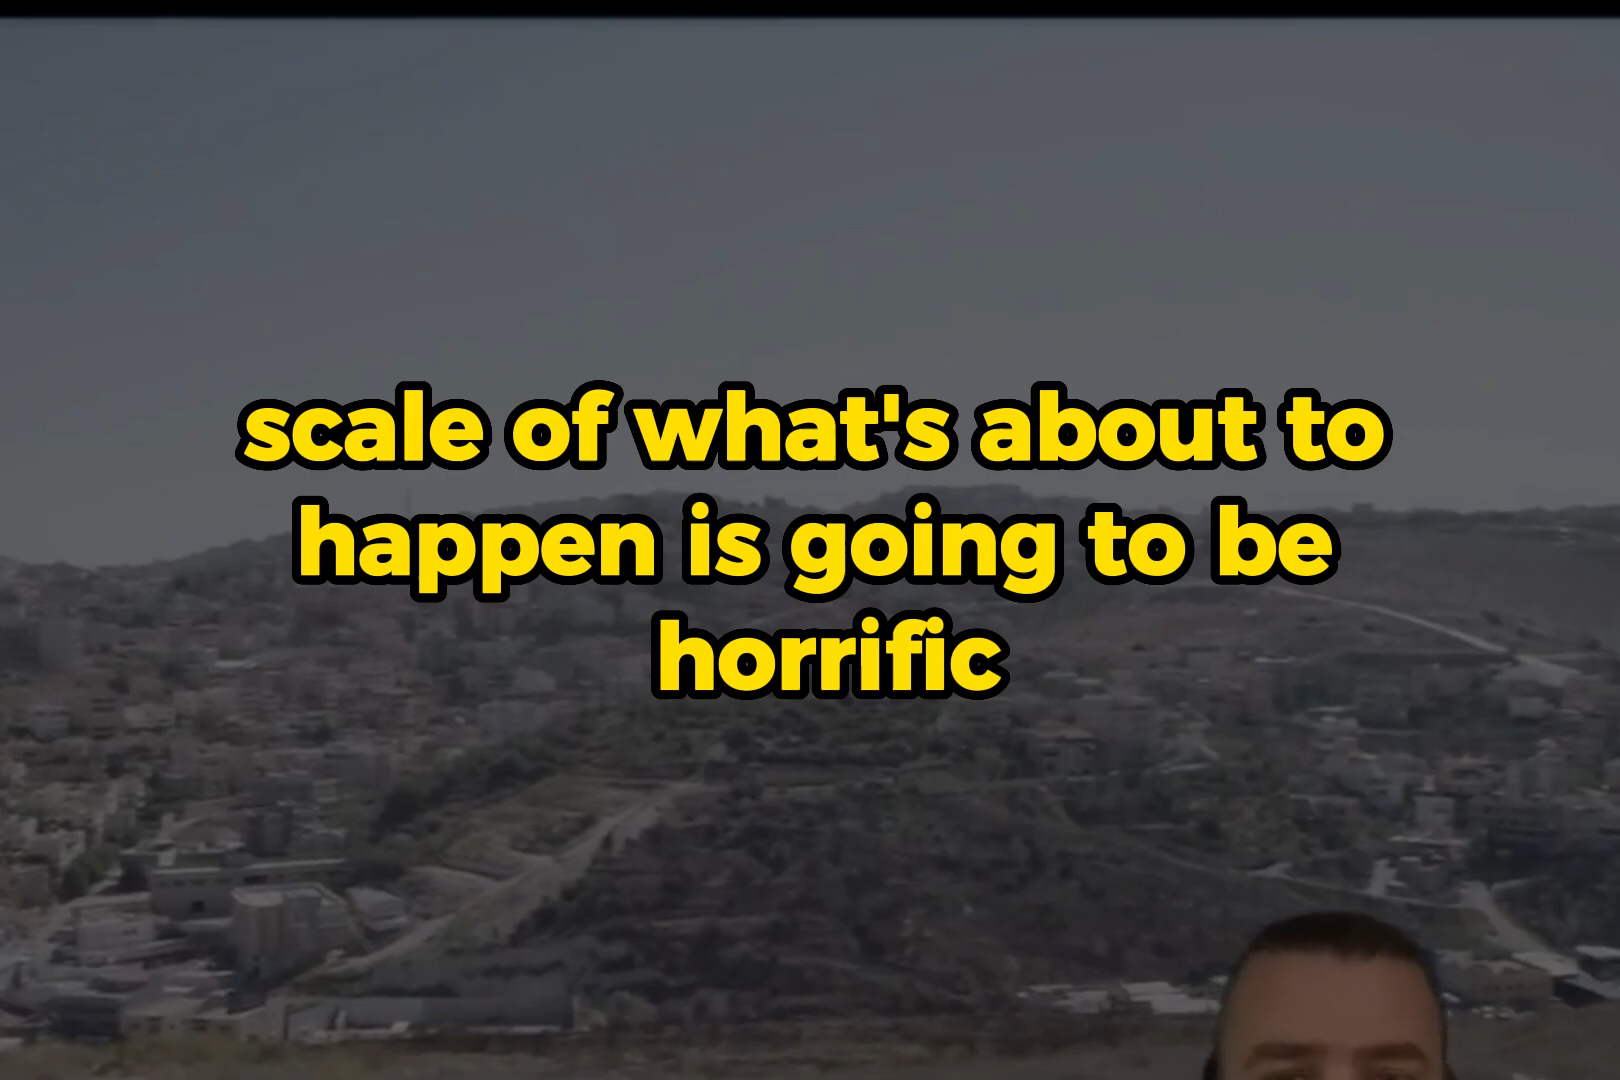 scale of what's about to
happen is going to be
horrific